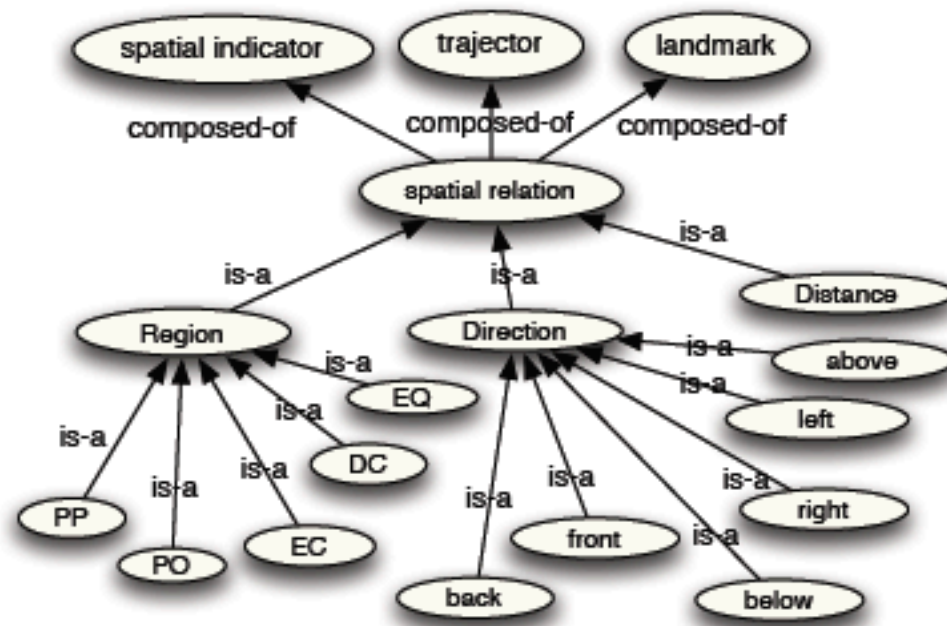 spatial indicator
trajector
landmark
composed-of
composed-of
composed-of
spatial relation
is-a
is-a
is-a
Region
Direction
Distance
is-a
above
is-a
EQ
is-a
left
is-a
is-a
DC
is-a
is-a
is-a
is-a
is-a
is-a
right
PP
front
is-a
PO
EC
back
below